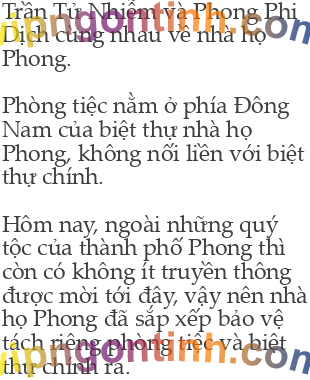 Trần Tử Nhiễm và Phong Phi
Dịch cùng nhau về nhà họ
Phong.
Phòng tiệc nằm ở phía Đông
Nam của biệt thự nhà họ
Phong, không nối liền với biệt
thự chính.
Hôm nay, ngoài những quý
tộc của thành phố Phong thì
còn có không ít truyền thông
được mời tới đây, vậy nên nhà
họ Phong đã sắp xếp bảo vệ
tách riêng phòng tiệc và biệt
thự chính ra.
vipngontinh.com
vipngontinh.com